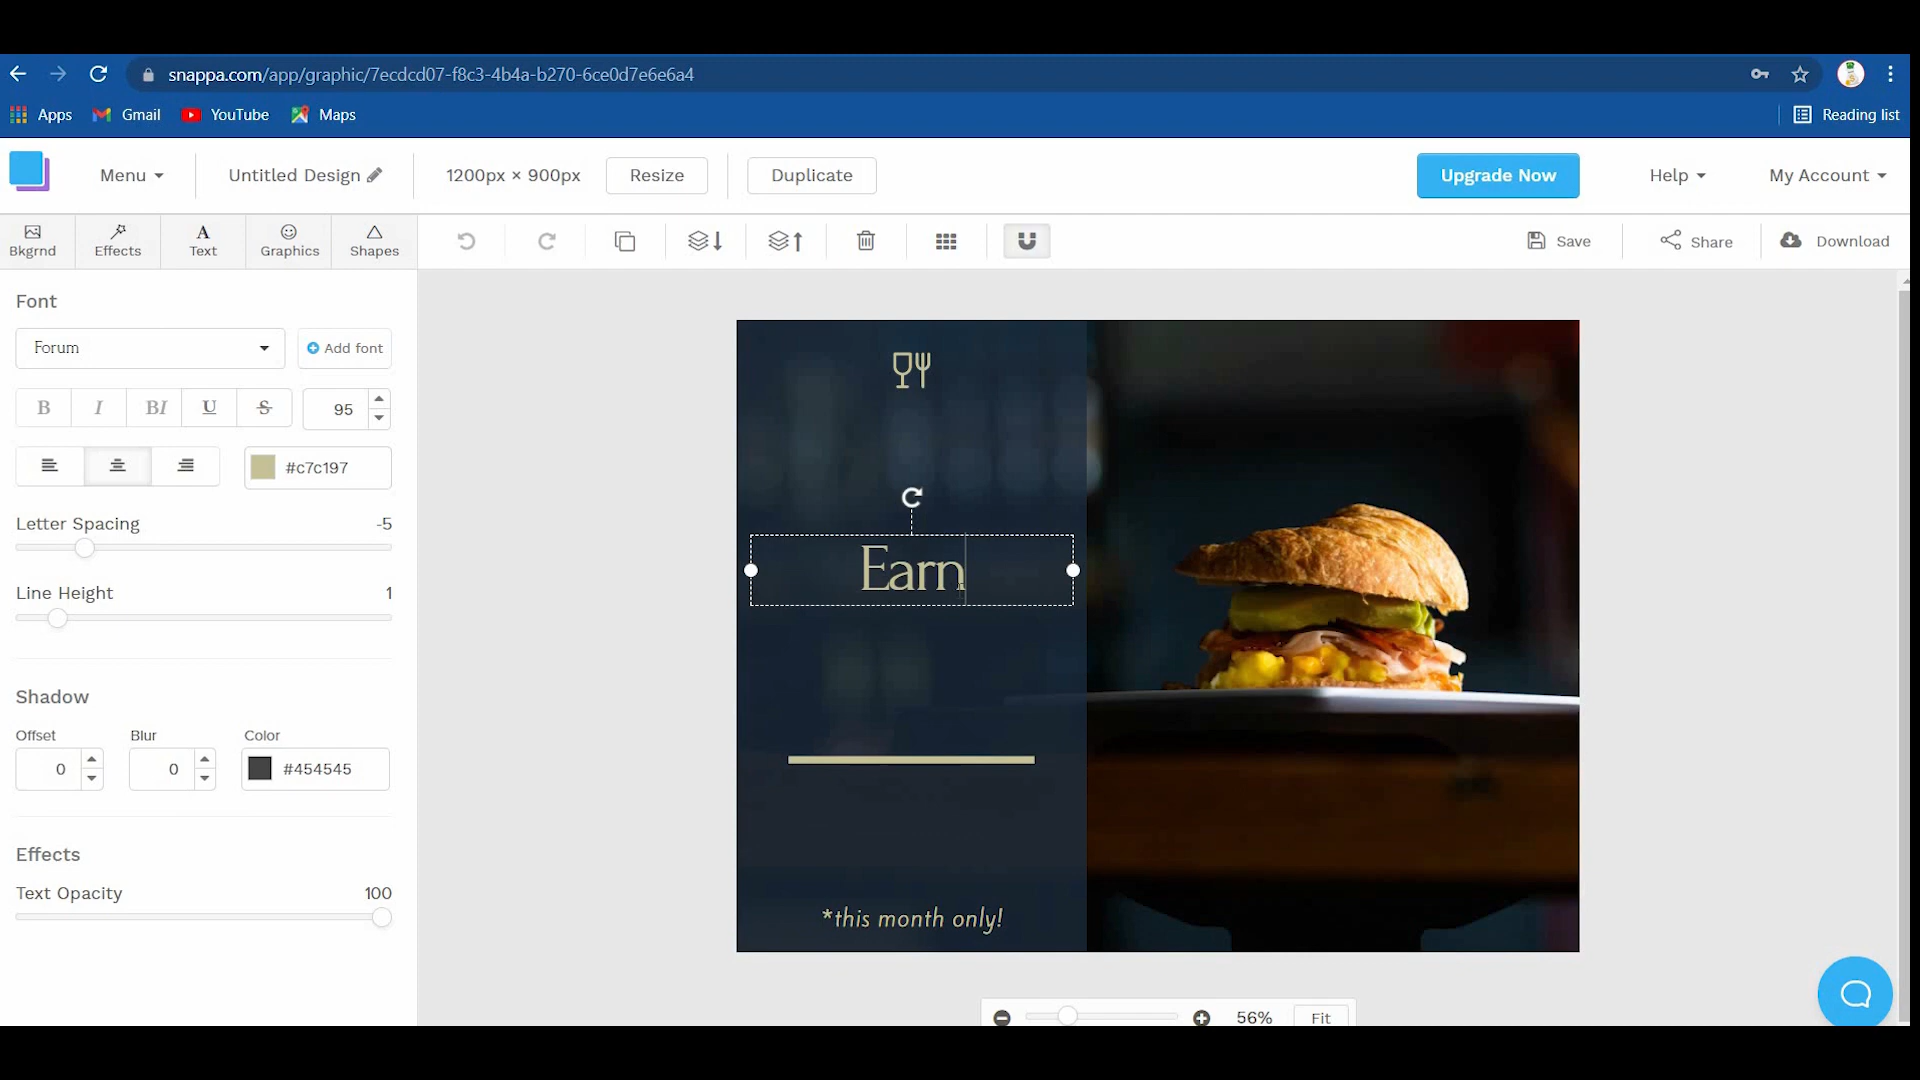 snappa.com/app/graphic/7ecdcd07-f8c3-4b4a-b270-6ce0d7e6e6a4
Apps Gmail YouTube Maps Reading list
Menu Untitled Design 1200px × 900px Resize Duplicate Upgrade Now Help My Account
Bkgrnd Effects Text Graphics Shapes Save Share Download
Font
Forum Add font
B I BI U S 95
#c7c197
Letter Spacing -5
Line Height 1
Shadow
Offset Blur Color
0 0 #454545
Effects
Text Opacity 100
Earn
*this month only!
56% Fit